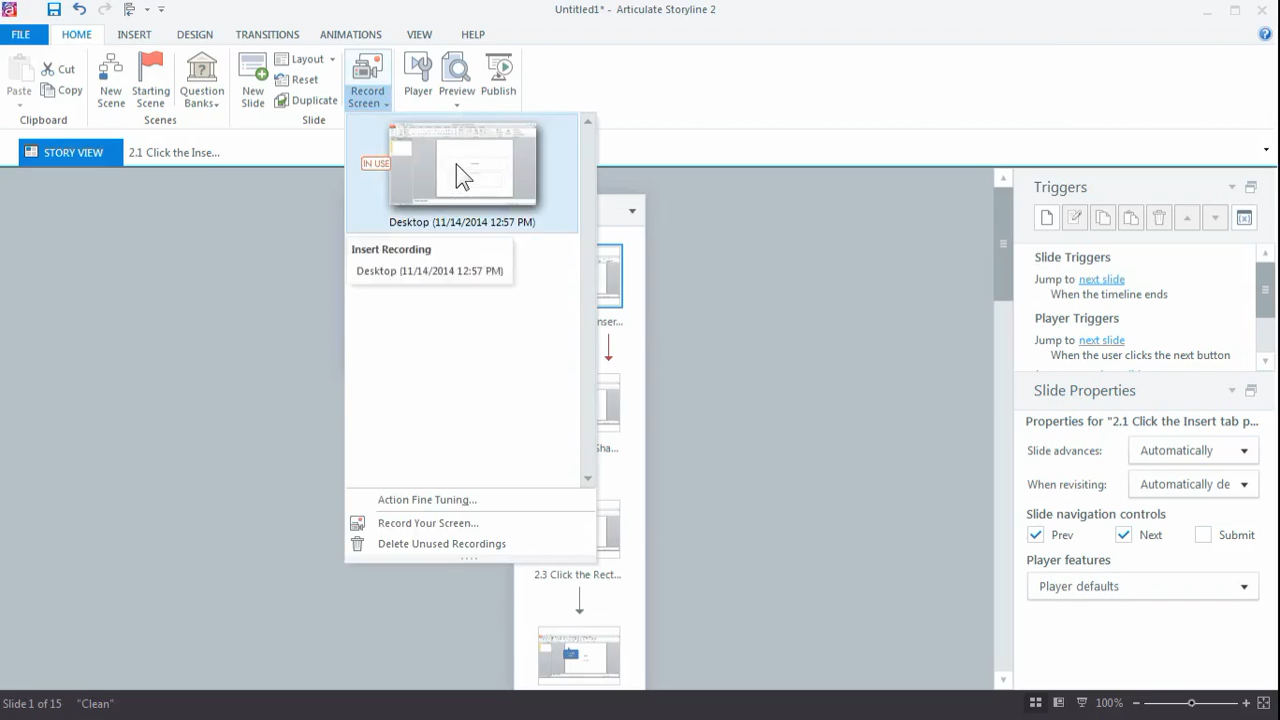 Untitled1* - Articulate Storyline 2
FILE
HOME
INSERT
DESIGN
TRANSITIONS
ANIMATIONS
VIEW
HELP
Paste
Cut
Copy
Clipboard
New
Scene
Starting
Scene
Question
Banks
Scenes
New
Slide
Layout
Reset
Duplicate
Slide
Record
Screen
Player
Preview
Publish
STORY VIEW
2.1 Click the Inse...
IN USE
Desktop (11/14/2014 12:57 PM)
Insert Recording
Desktop (11/14/2014 12:57 PM)
Action Fine Tuning...
Record Your Screen...
Delete Unused Recordings
nser...
Sha...
2.3 Click the Rect...
Triggers
Slide Triggers
Jump to next slide
When the timeline ends
Player Triggers
Jump to next slide
When the user clicks the next button
Slide Properties
Properties for "2.1 Click the Insert tab p...
Slide advances:
Automatically
When revisiting:
Automatically de
Slide navigation controls
Prev
Next
Submit
Player features
Player defaults
Slide 1 of 15
"Clean"
100%